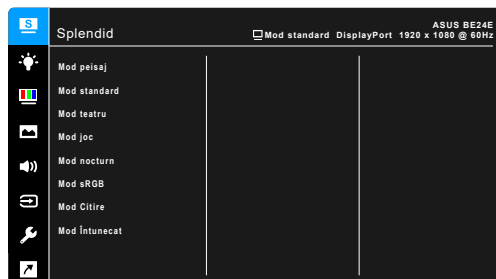 S
Splendid
ASUS BE24E
Mod standard DisplayPort 1920 x 1080 @ 60Hz
Mod peisaj
Mod standard
Mod teatru
Mod joc
Mod nocturn
Mod sRGB
Mod Citire
Mod Întunecat